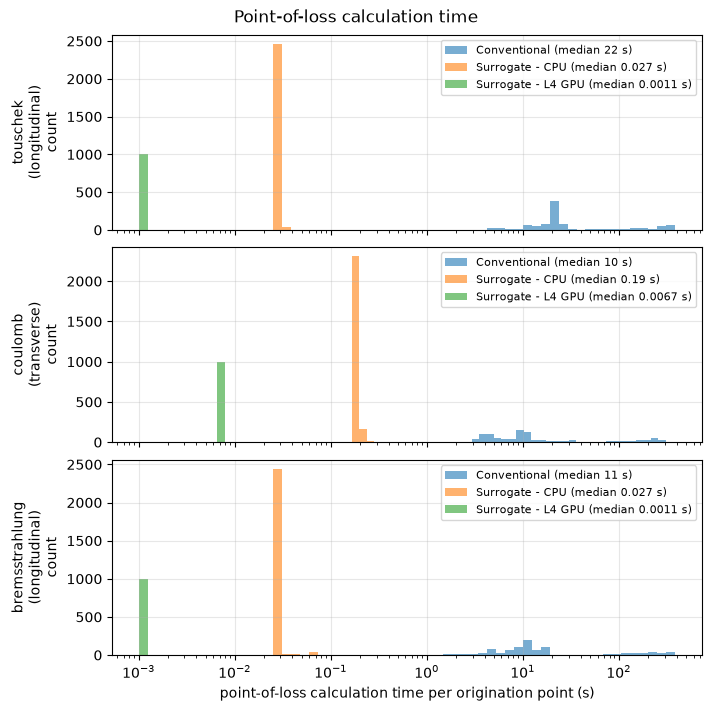 Point-of-loss calculation time
touschek
(longitudinal)
count
2500
2000
1500
1000
500
0
Conventional (median 22 s)
Surrogate - CPU (median 0.027 s)
Surrogate - L4 GPU (median 0.0011 s)
coulomb
(transverse)
count
2000
1500
1000
500
0
Conventional (median 10 s)
Surrogate - CPU (median 0.19 s)
Surrogate - L4 GPU (median 0.0067 s)
bremsstrahlung
(longitudinal)
count
2500
2000
1500
1000
500
0
Conventional (median 11 s)
Surrogate - CPU (median 0.027 s)
Surrogate - L4 GPU (median 0.0011 s)
10⁻³ 10⁻² 10⁻¹ 10⁰ 10¹ 10²
point-of-loss calculation time per origination point (s)